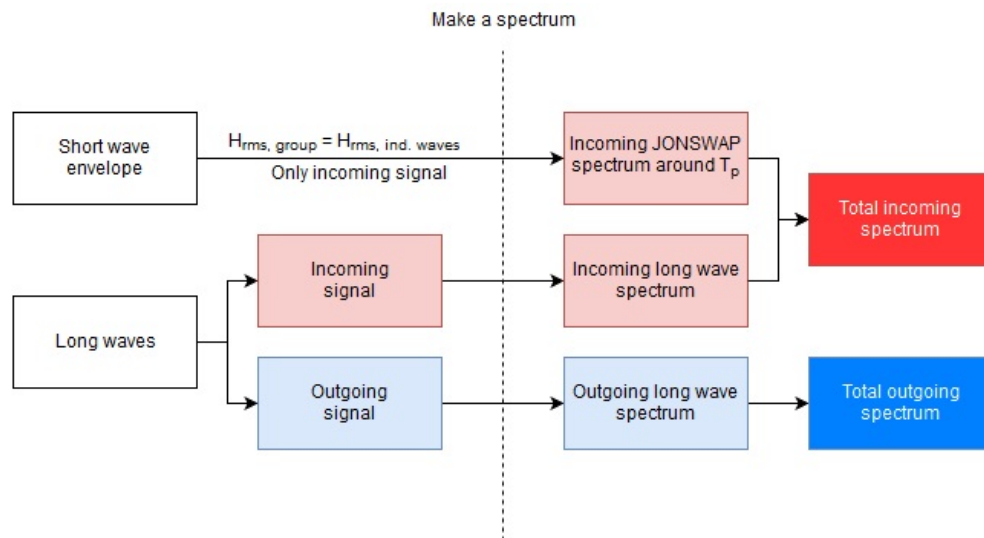 Make a spectrum
Short wave
envelope
Hrms, group = Hrms, ind. waves
Only incoming signal
Incoming JONSWAP
spectrum around Tp
Total incoming
spectrum
Incoming
signal
Incoming long wave
spectrum
Long waves
Outgoing
signal
Outgoing long wave
spectrum
Total outgoing
spectrum